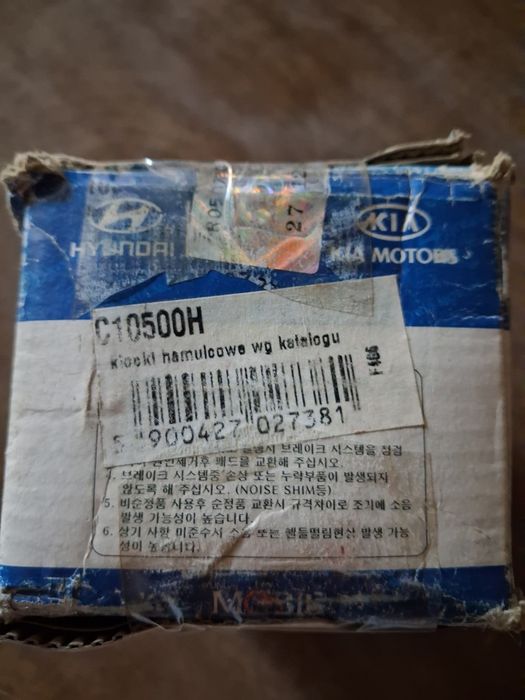 HYUNDAI
27
KIA
KIA MOTORS
C10500H
klocki hamulcowe wg katalogu
5 900427 027381
브레이크 시스템을 점검
패드를 교환해 주십시오.
브레이크 시스템중 손상 또는 누락부품이 발생되지
않도록 해 주십시오. (NOISE SHIM등)
5. 비순정품 사용후 순정품 교환시 규격차이로 조기에 소음
발생 가능성이 높습니다.
6. 상기 사항 미준수시 소음 또는 핸들떨림현상 발생 가능
성이 높습니다.
MOBIS